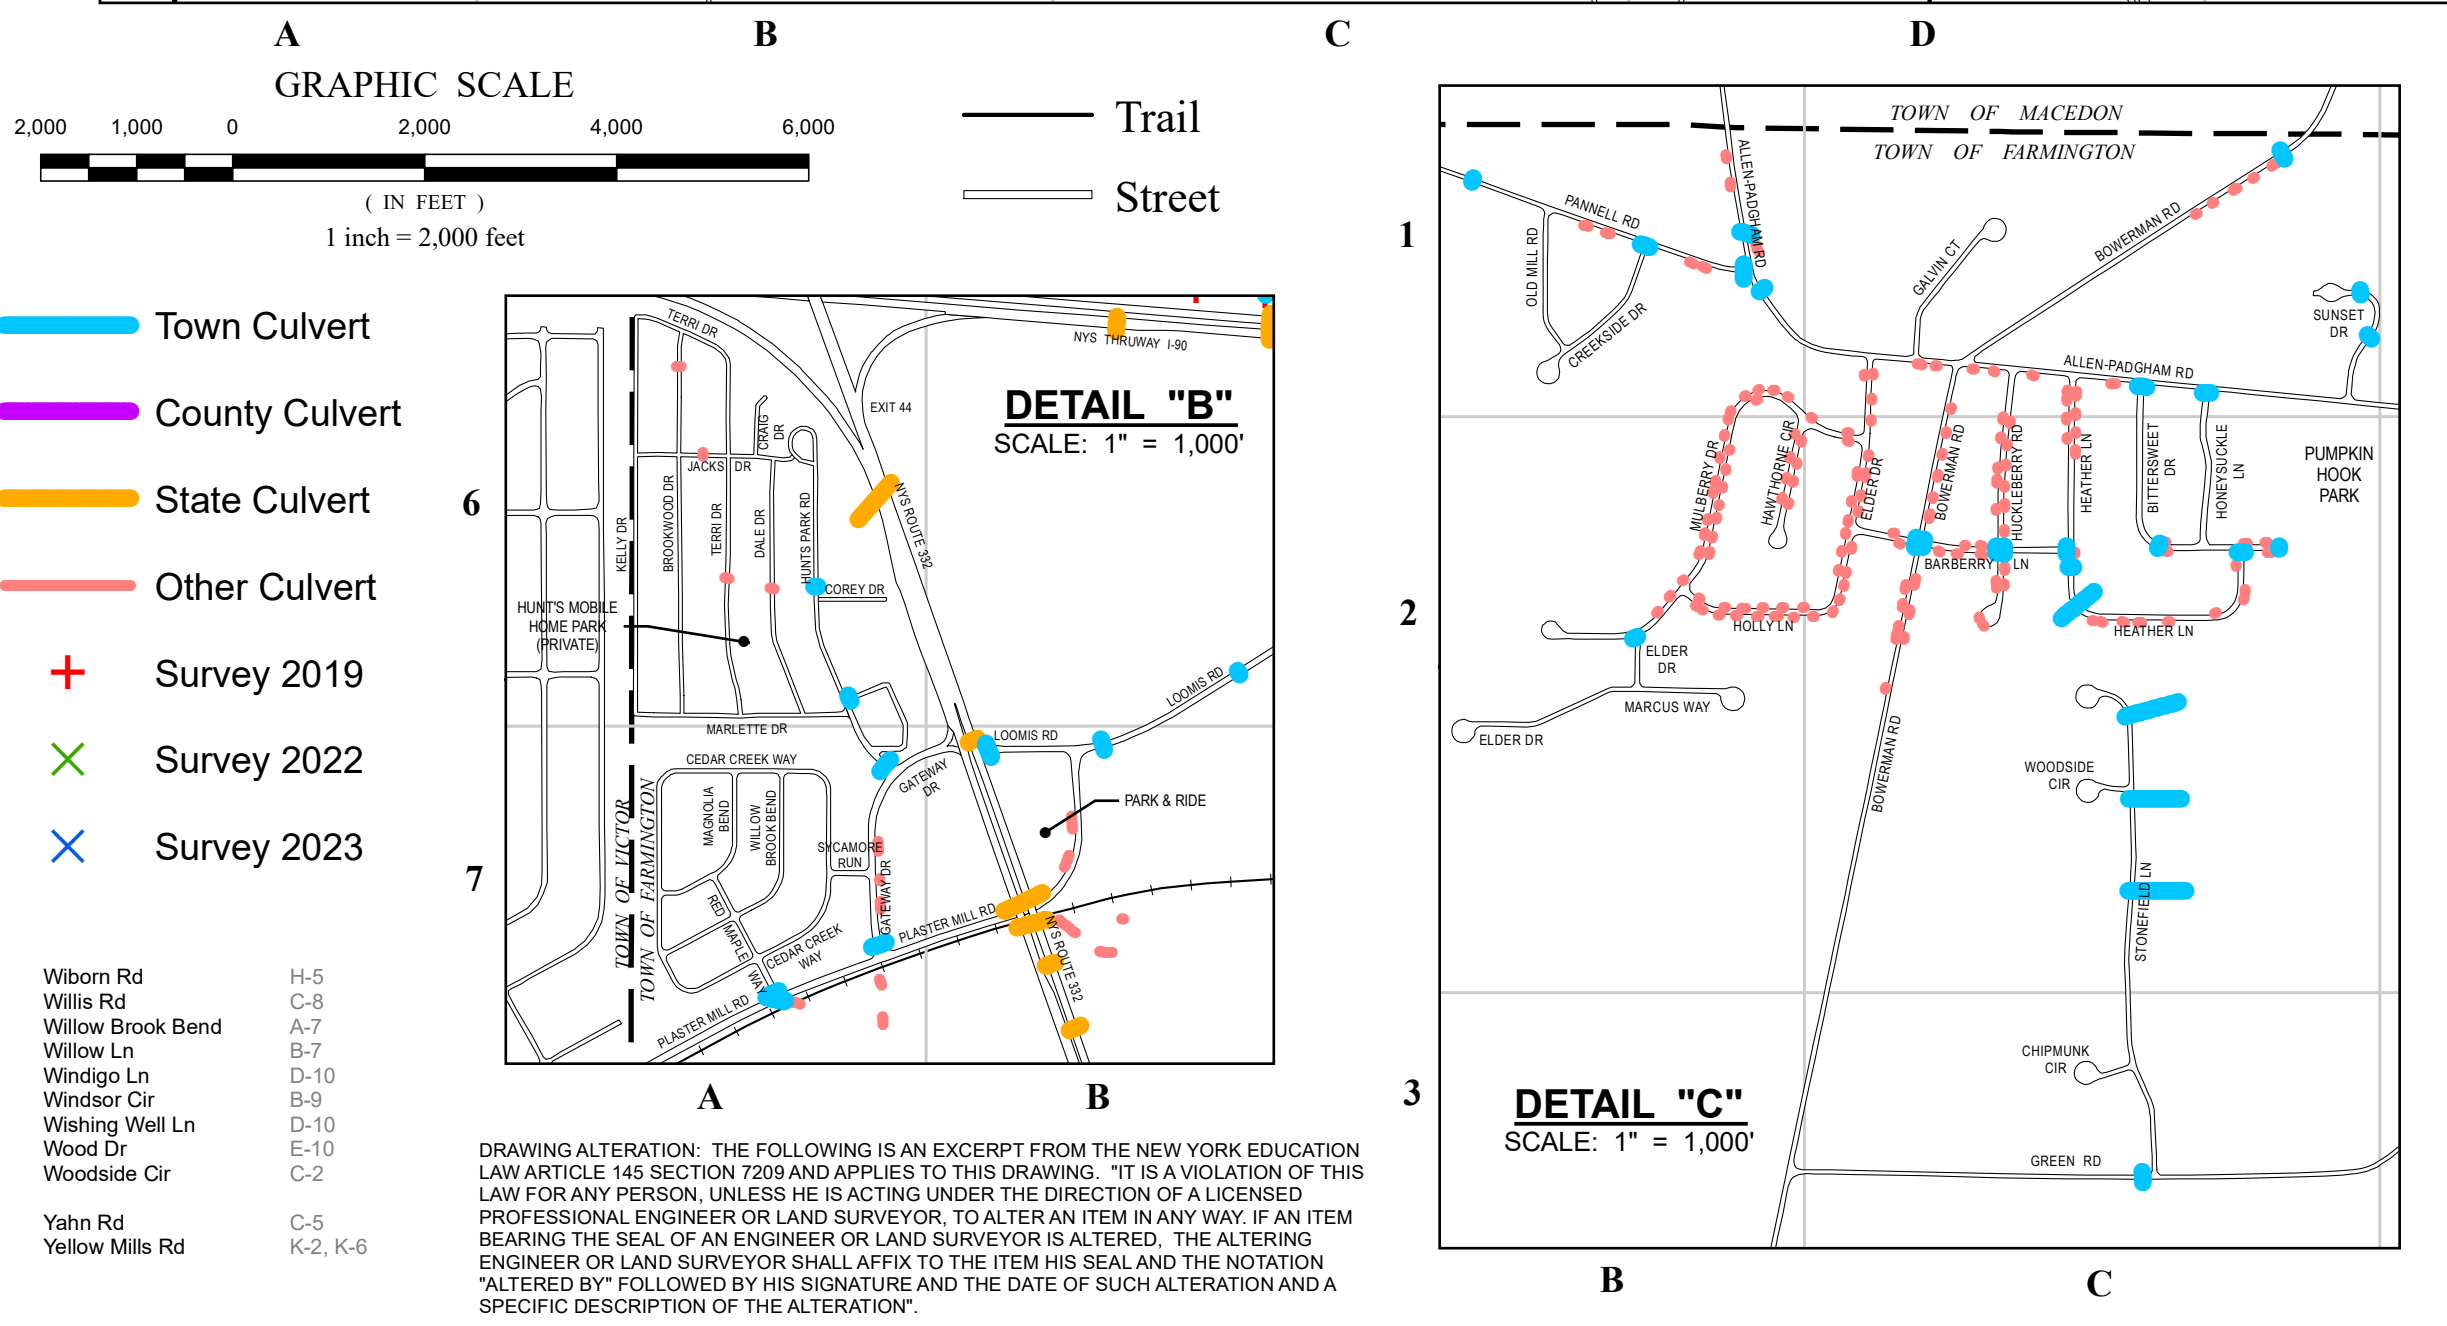 A
B
C
D
GRAPHIC SCALE
2,000
1,000
0
2,000
4,000
6,000
( IN FEET )
1 inch = 2,000 feet
Trail
Street
Town Culvert
County Culvert
State Culvert
Other Culvert
Survey 2019
Survey 2022
Survey 2023
Wiborn Rd H-5
Willis Rd C-8
Willow Brook Bend A-7
Willow Ln B-7
Windigo Ln D-10
Windsor Cir B-9
Wishing Well Ln D-10
Wood Dr E-10
Woodside Cir C-2
Yahn Rd C-5
Yellow Mills Rd K-2, K-6
6
7
TERRI DR
NYS THRUWAY I-90
EXIT 44
DETAIL "B"
SCALE: 1" = 1,000'
CRAIG
DR
JACKS DR
KELLY DR
BROOKWOOD DR
TERRI DR
DALE DR
HUNTS PARK RD
COREY DR
NYS ROUTE 332
HUNT'S MOBILE
HOME PARK
(PRIVATE)
MARLETTE DR
LOOMIS RD
LOOMIS RD
CEDAR CREEK WAY
GATEWAY
DR
MAGNOLIA
BEND
WILLOW
BROOK BEND
PARK & RIDE
SYCAMORE
RUN
TOWN OF VICTOR
TOWN OF FARMINGTON
RED
MAPLE
WAY
GATEWAY DR
CEDAR CREEK
WAY
PLASTER MILL RD
PLASTER MILL RD
NYS ROUTE 332
A
B
DRAWING ALTERATION: THE FOLLOWING IS AN EXCERPT FROM THE NEW YORK EDUCATION
LAW ARTICLE 145 SECTION 7209 AND APPLIES TO THIS DRAWING. "IT IS A VIOLATION OF THIS
LAW FOR ANY PERSON, UNLESS HE IS ACTING UNDER THE DIRECTION OF A LICENSED
PROFESSIONAL ENGINEER OR LAND SURVEYOR, TO ALTER AN ITEM IN ANY WAY. IF AN ITEM
BEARING THE SEAL OF AN ENGINEER OR LAND SURVEYOR IS ALTERED, THE ALTERING
ENGINEER OR LAND SURVEYOR SHALL AFFIX TO THE ITEM HIS SEAL AND THE NOTATION
"ALTERED BY" FOLLOWED BY HIS SIGNATURE AND THE DATE OF SUCH ALTERATION AND A
SPECIFIC DESCRIPTION OF THE ALTERATION".
1
2
3
TOWN OF MACEDON
TOWN OF FARMINGTON
ALLEN-PADGHAM RD
PANNELL RD
OLD MILL RD
CREEKSIDE DR
GALVIN CT
BOWERMAN RD
SUNSET
DR
ALLEN-PADGHAM RD
MULBERRY DR
HAWTHORNE CIR
ELDER DR
BOWERMAN RD
HUCKLEBERRY RD
HEATHER LN
BITTERSWEET
DR
HONEYSUCKLE
LN
PUMPKIN
HOOK
PARK
BARBERRY LN
HOLLY LN
HEATHER LN
ELDER
DR
MARCUS WAY
ELDER DR
BOWERMAN RD
WOODSIDE
CIR
STONEFIELD LN
CHIPMUNK
CIR
DETAIL "C"
SCALE: 1" = 1,000'
GREEN RD
B
C